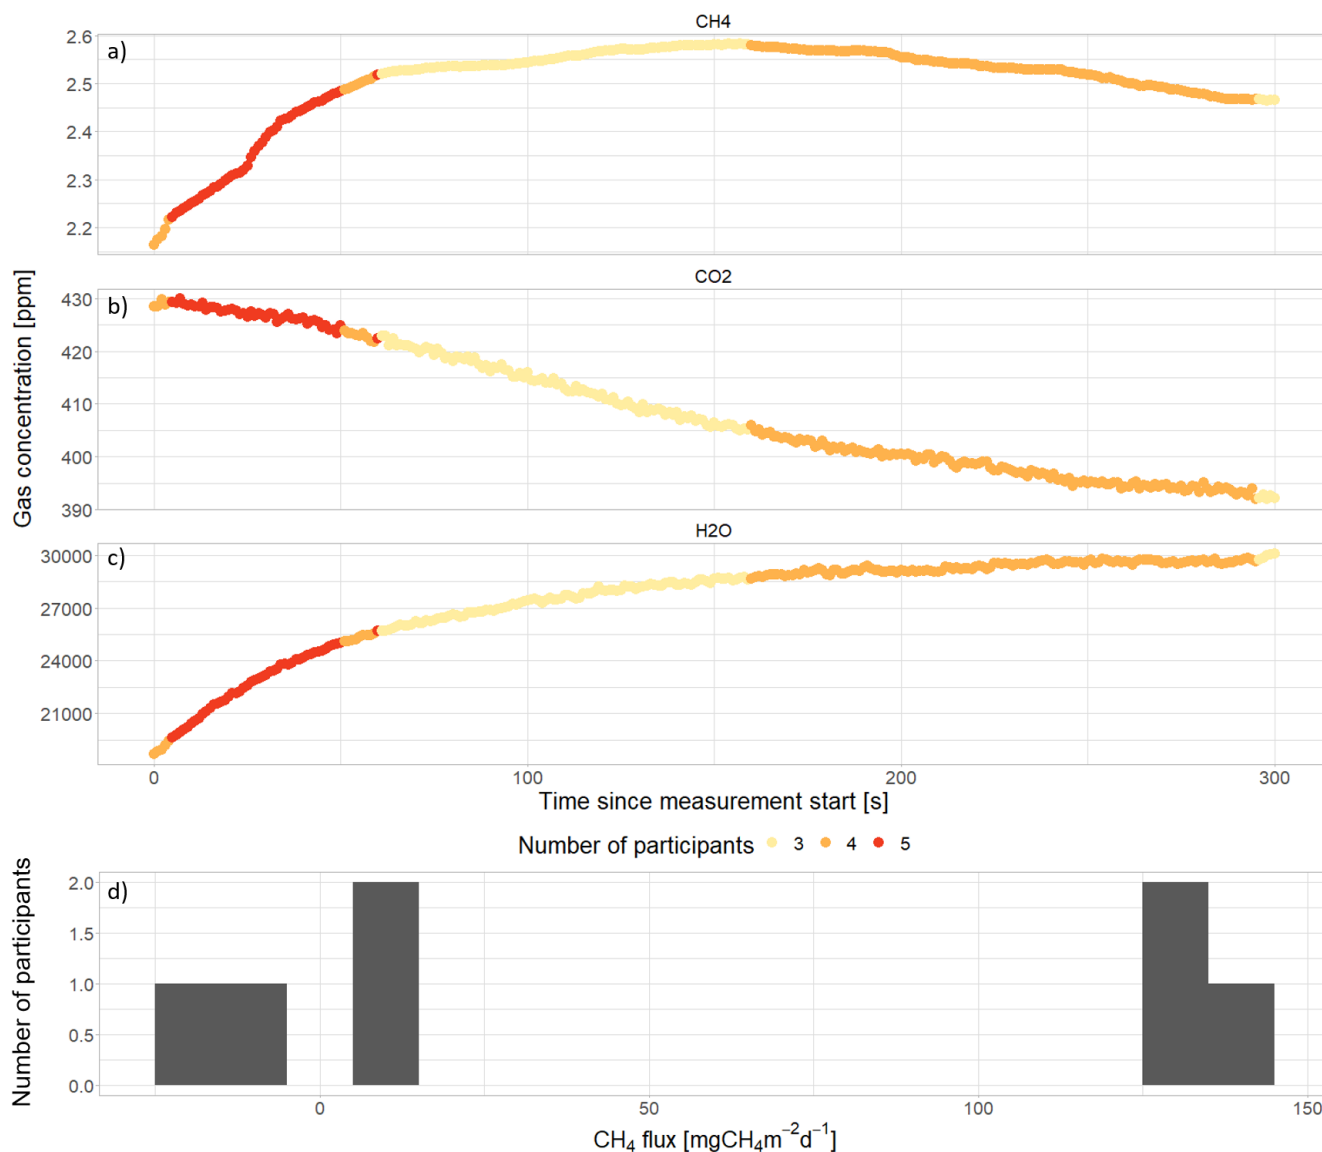 CH4
a)
2.6
2.5
2.4
2.3
2.2
CO2
b)
430
420
410
400
390
Gas concentration [ppm]
H2O
c)
30000
27000
24000
21000
0 100 200 300
Time since measurement start [s]
Number of participants 3 4 5
d)
2.0
1.5
1.0
0.5
0.0
Number of participants
0 50 100 150
CH₄ flux [mgCH₄m⁻²d⁻¹]